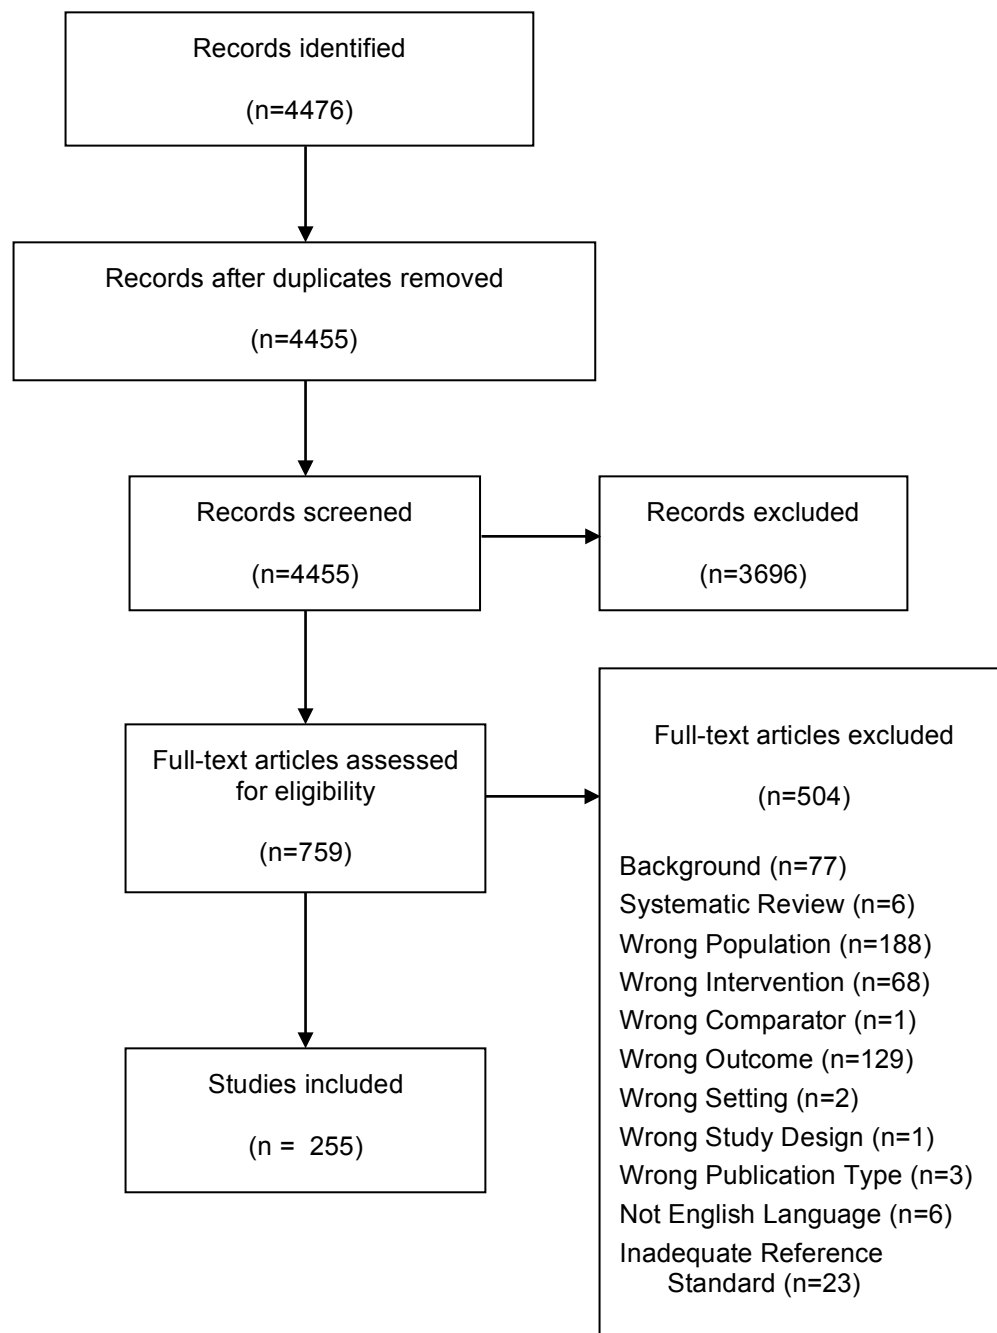 Records identified
(n=4476)
Records after duplicates removed
(n=4455)
Records screened
(n=4455)
Records excluded
(n=3696)
Full-text articles assessed
for eligibility
(n=759)
Full-text articles excluded
(n=504)
Background (n=77)
Systematic Review (n=6)
Wrong Population (n=188)
Wrong Intervention (n=68)
Wrong Comparator (n=1)
Wrong Outcome (n=129)
Wrong Setting (n=2)
Wrong Study Design (n=1)
Wrong Publication Type (n=3)
Not English Language (n=6)
Inadequate Reference
Standard (n=23)
Studies included
(n = 255)